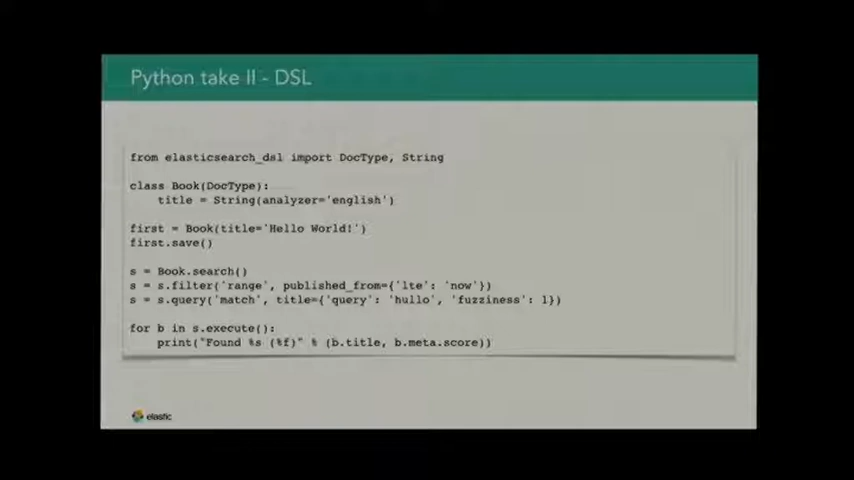 Python take II - DSL
from elasticsearch_dsl import DocType, String
class Book(DocType):
    title = String(analyzer='english')
first = Book(title='Hello World!')
first.save()
s = Book.search()
s = s.filter('range', published_from={'lte': 'now'})
s = s.query('match', title={'query': 'hullo', 'fuzziness': 1})
for b in s.execute():
    print("Found %s (%f)" % (b.title, b.meta.score))
elastic